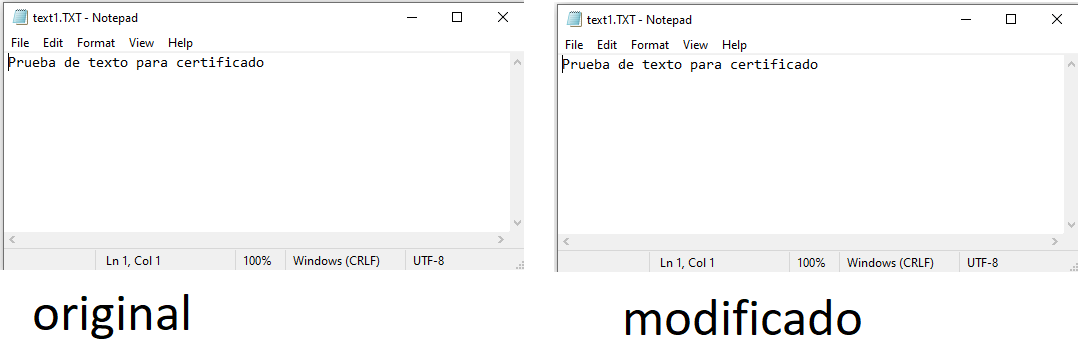 text1.TXT - Notepad
File Edit Format View Help
Prueba de texto para certificado
Ln 1, Col 1 100% Windows (CRLF) UTF-8
original
text1.TXT - Notepad
File Edit Format View Help
Prueba de texto para certificado
Ln 1, Col 1 100% Windows (CRLF) UTF-8
modificado